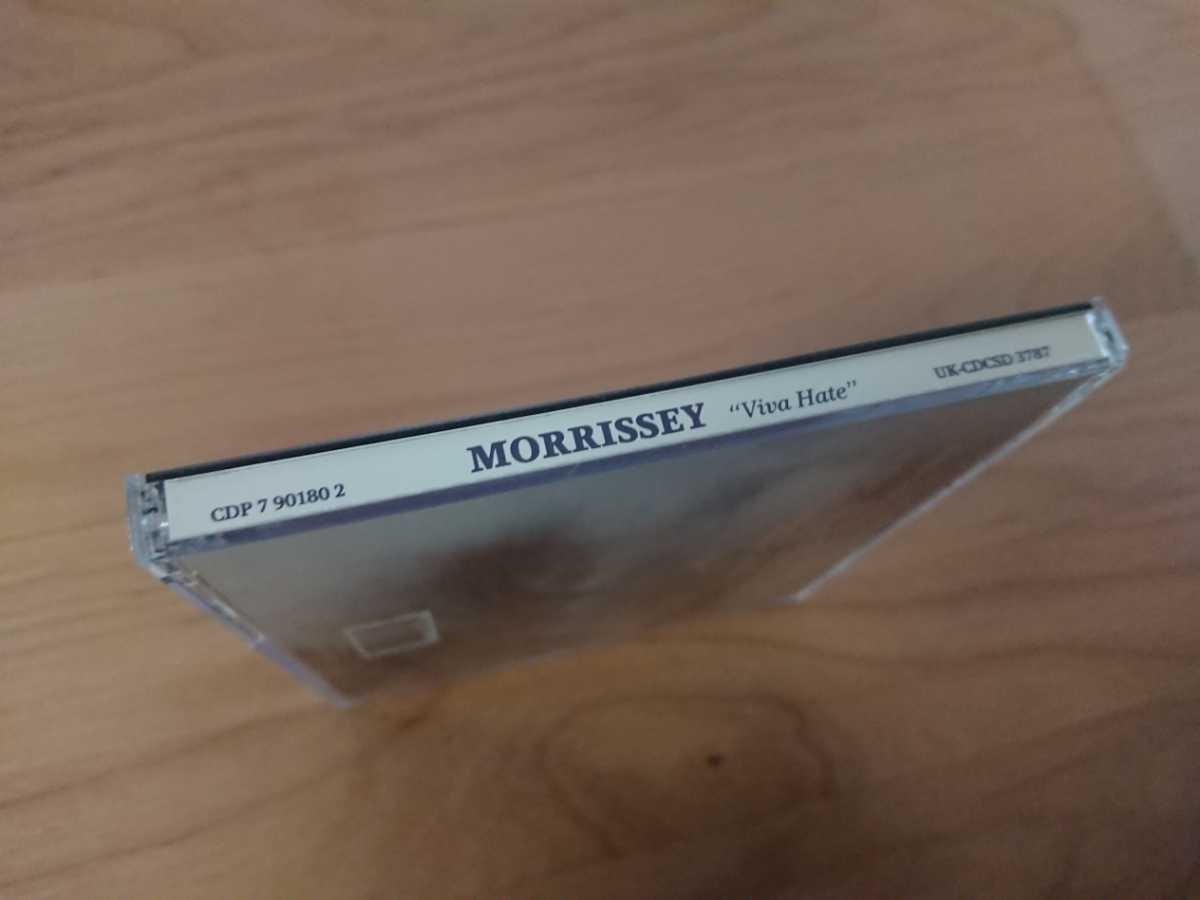 CDP 7 90180 2 MORRISSEY “Viva Hate” UK-CDCSD 3787